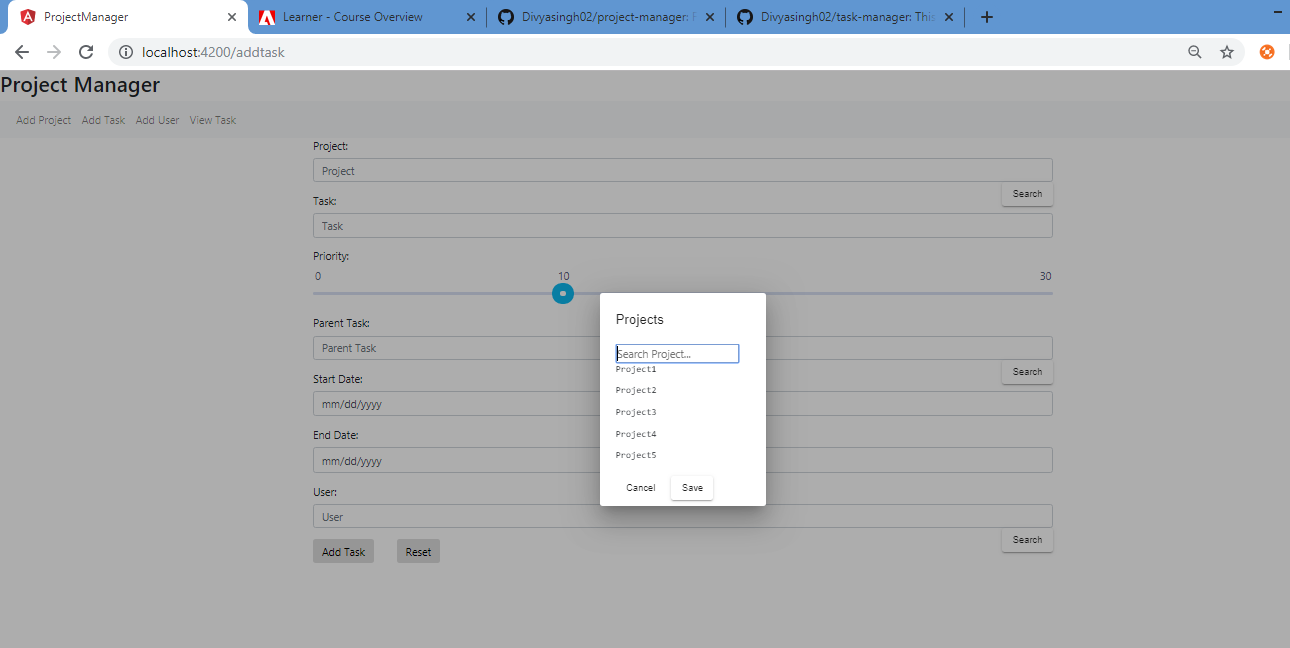 ProjectManager
Learner - Course Overview
Divyasingh02/project-manager:
Divyasingh02/task-manager: This
localhost:4200/addtask
Project Manager
Add Project Add Task Add User View Task
Project:
Project
Search
Task:
Task
Priority:
0 10 30
Parent Task:
Parent Task
Search
Start Date:
mm/dd/yyyy
End Date:
mm/dd/yyyy
User:
User
Search
Add Task Reset
Projects
Search Project...
Project1
Project2
Project3
Project4
Project5
Cancel Save